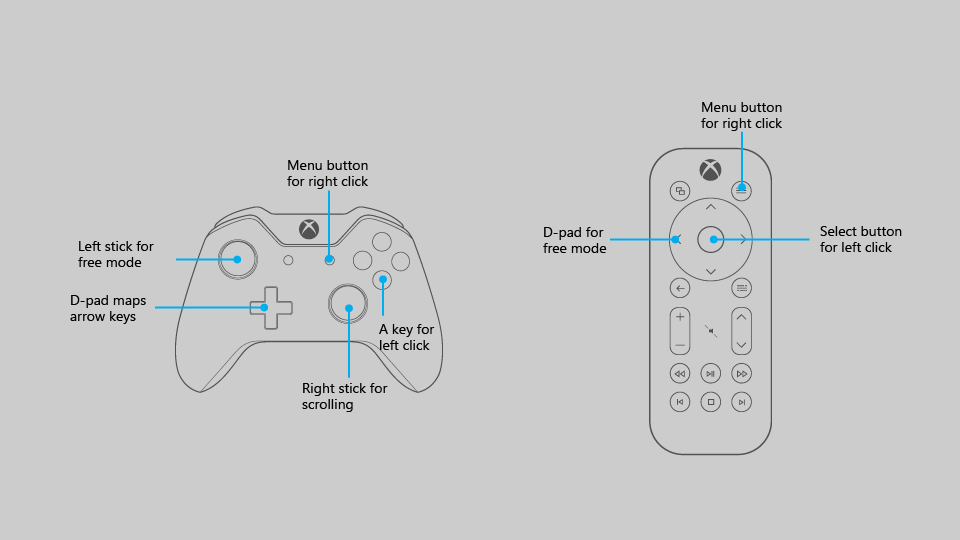 Menu button
for right click
Left stick for
free mode
D-pad maps
arrow keys
A key for
left click
Right stick for
scrolling
Menu button
for right click
D-pad for
free mode
Select button
for left click